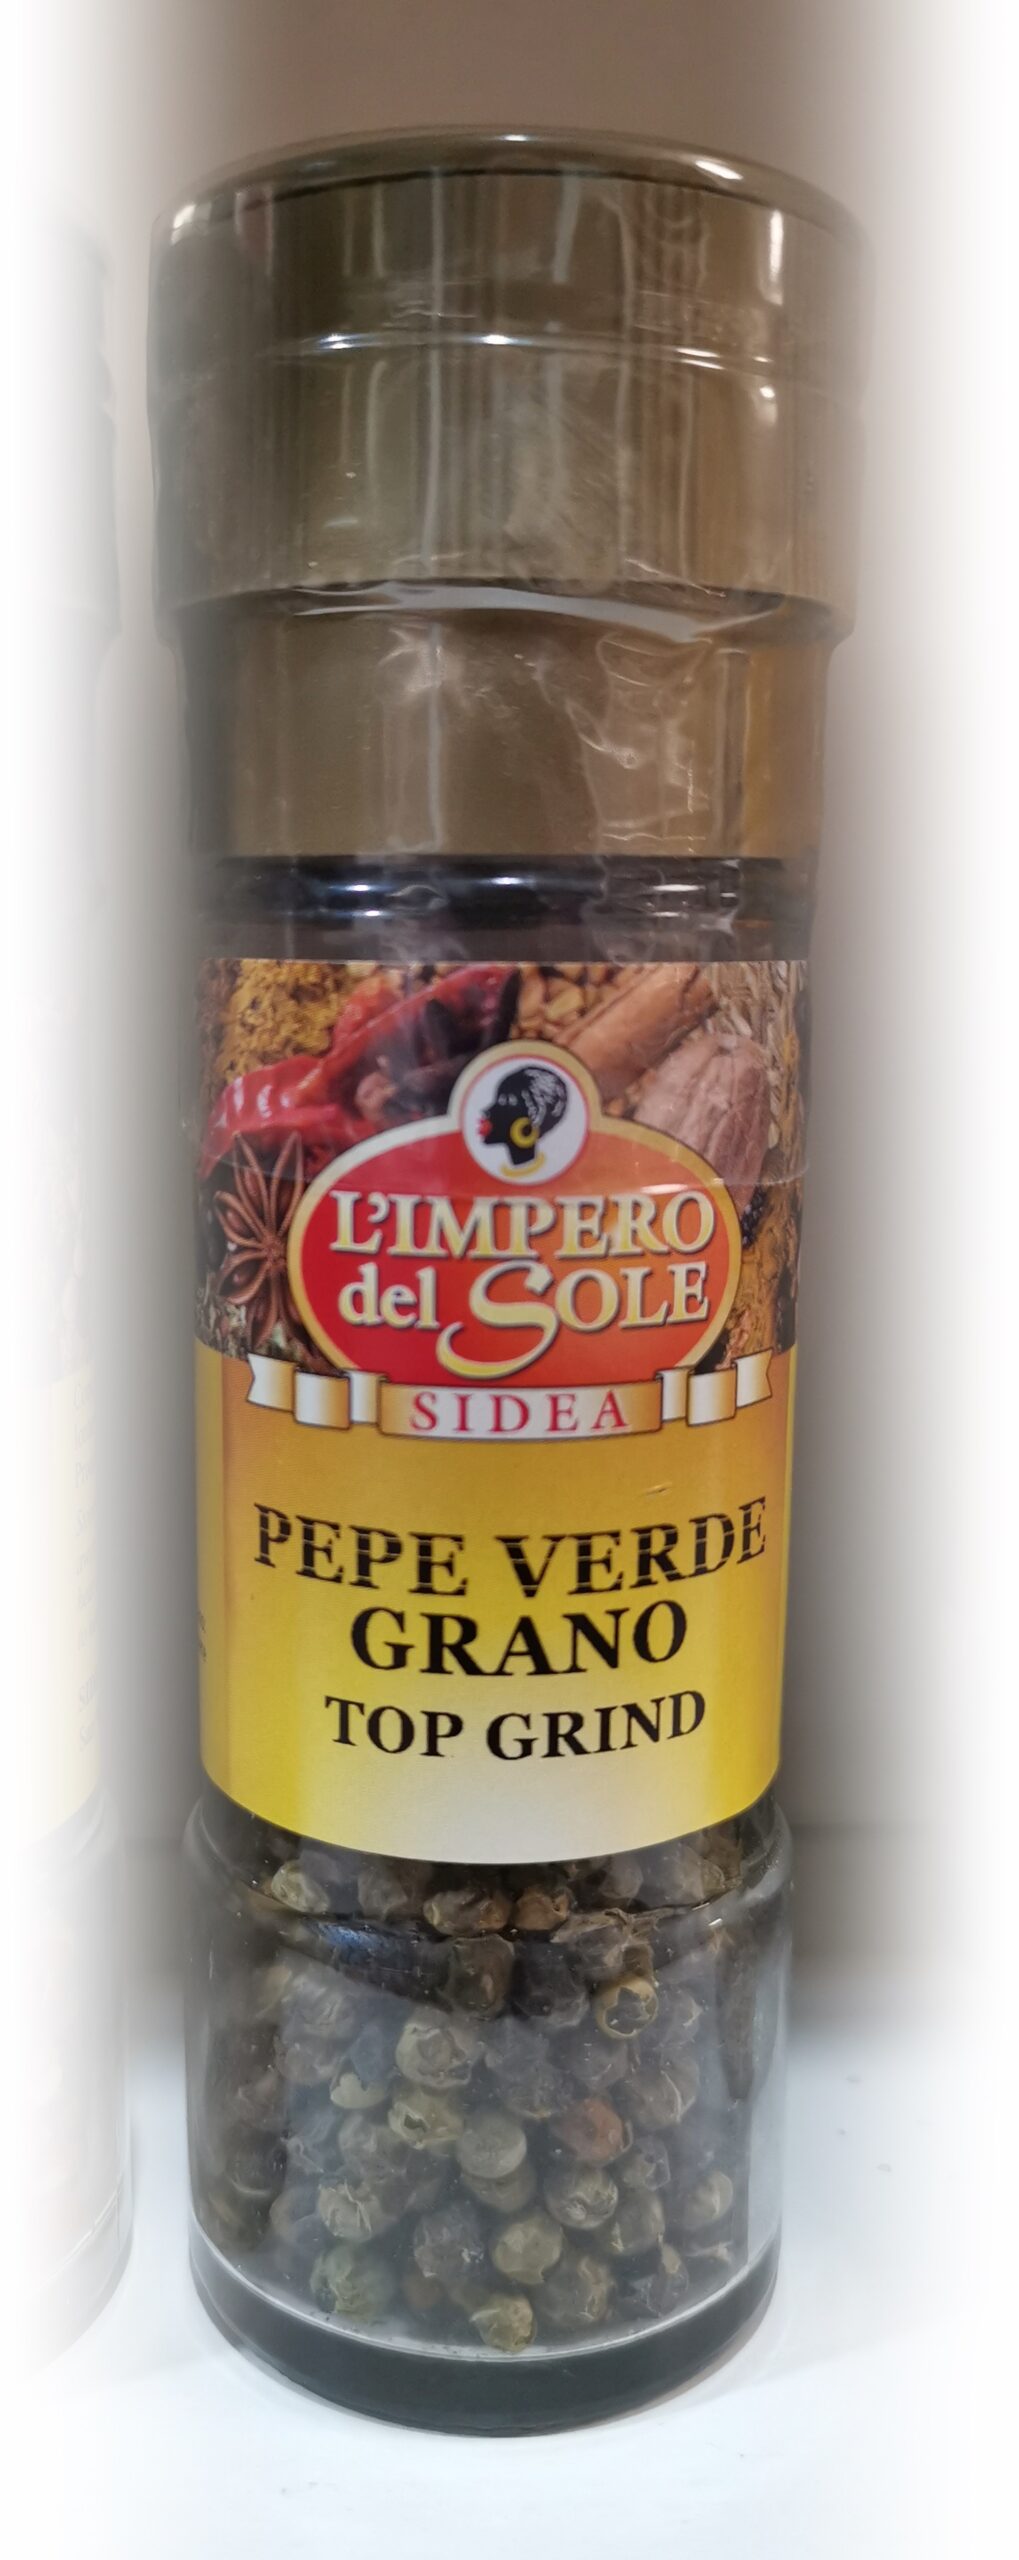 L'IMPERO
del SOLE
SIDEA
PEPE VERDE
GRANO
TOP GRIND